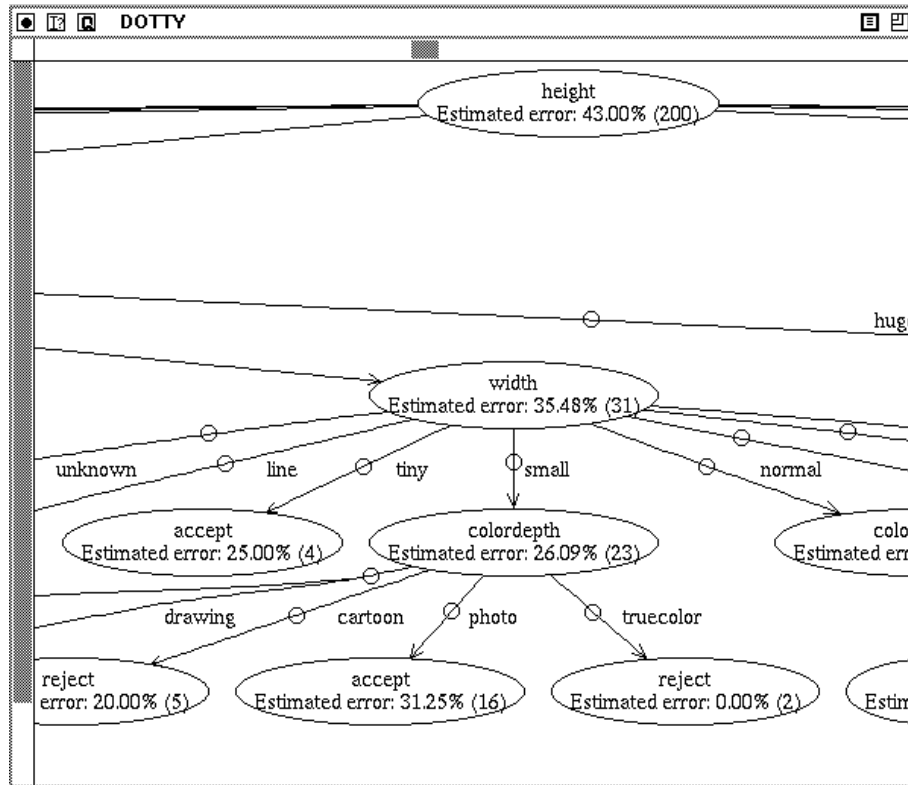 DOTTY
height
Estimated error: 43.00% (200)
huge
width
Estimated error: 35.48% (31)
unknown
line
tiny
small
normal
accept
Estimated error: 25.00% (4)
colordepth
Estimated error: 26.09% (23)
colo
Estimated err
drawing
cartoon
photo
truecolor
reject
error: 20.00% (5)
accept
Estimated error: 31.25% (16)
reject
Estimated error: 0.00% (2)
Estim